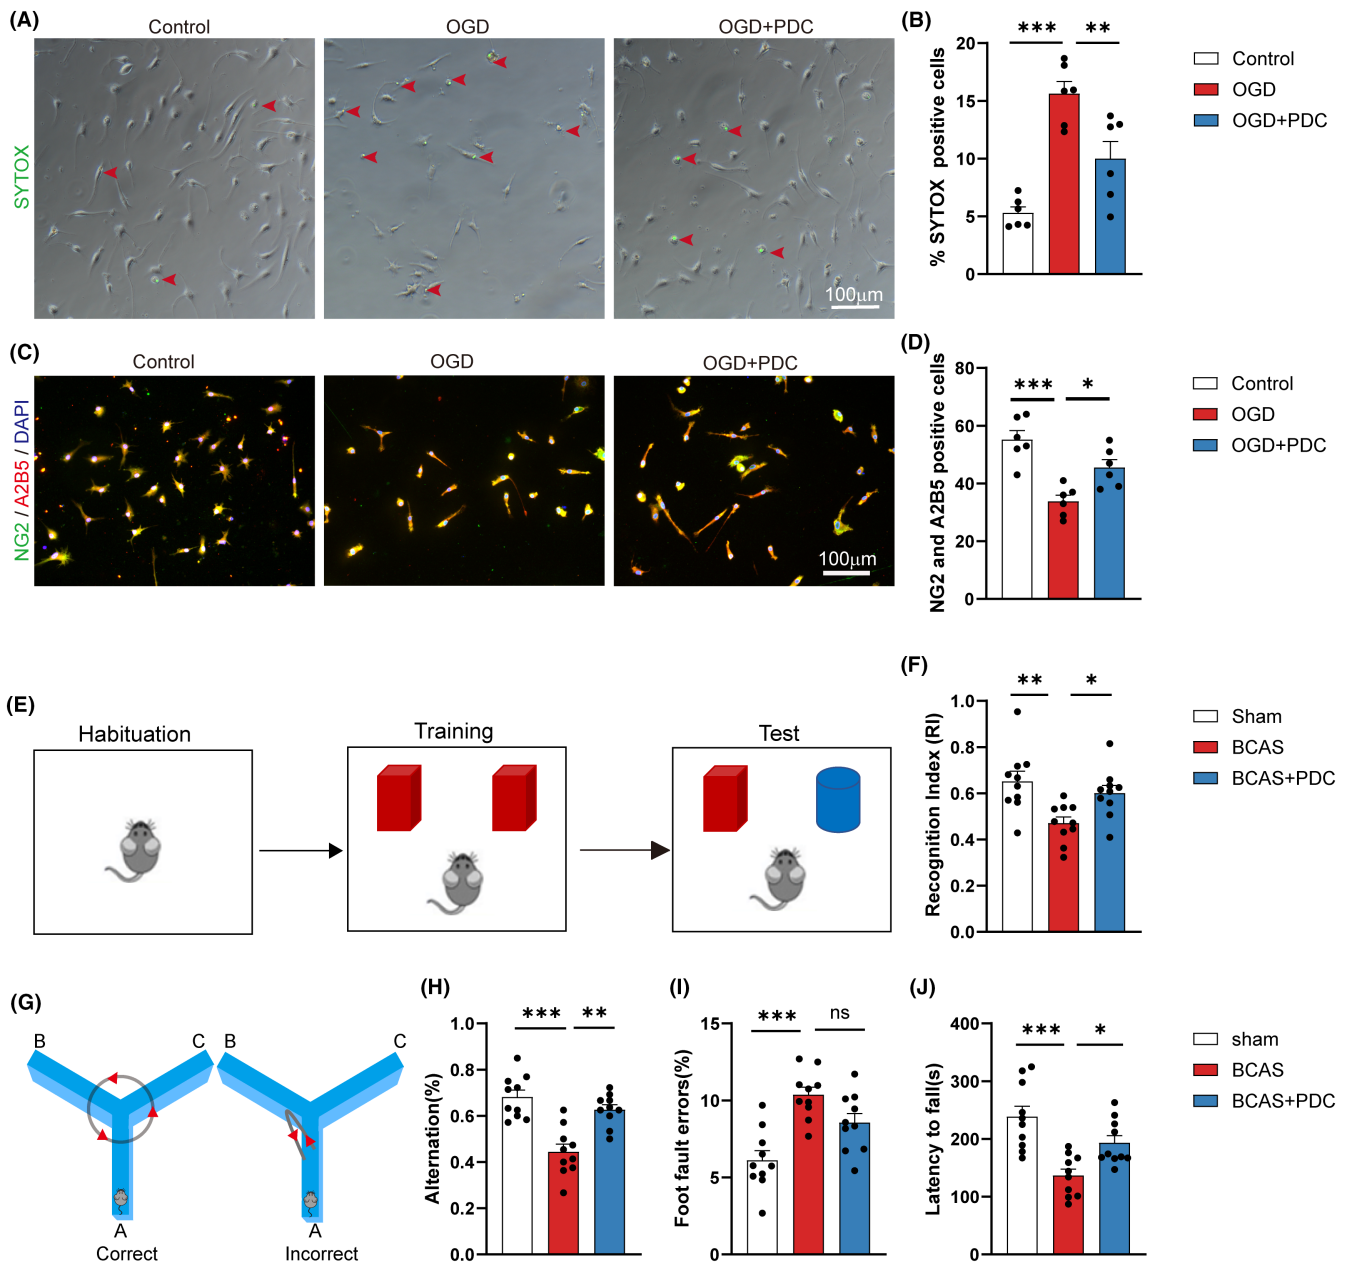 (A)
Control
OGD
OGD+PDC
SYTOX
100μm
(B)
*** **
% SYTOX positive cells
20
15
10
5
0
Control
OGD
OGD+PDC
(C)
Control
OGD
OGD+PDC
NG2 / A2B5 / DAPI
100μm
(D)
*** *
NG2 and A2B5 positive cells
80
60
40
20
0
Control
OGD
OGD+PDC
(E)
Habituation
Training
Test
(F)
** *
Recognition Index (RI)
1.0
0.8
0.6
0.4
0.2
0.0
Sham
BCAS
BCAS+PDC
(G)
B
C
A
Correct
B
C
A
Incorrect
(H)
*** **
Alternation(%)
1.0
0.8
0.6
0.4
0.2
0.0
(I)
*** ns
Foot fault errors(%)
15
10
5
0
(J)
*** *
Latency to fall(s)
400
300
200
100
0
sham
BCAS
BCAS+PDC